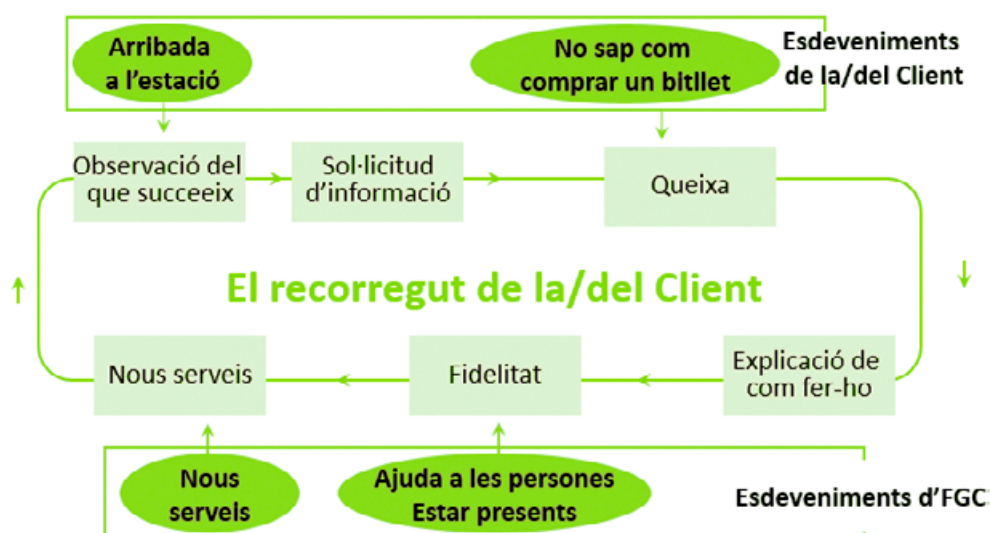 Arribada
a l'estació
No sap com
comprar un bitllet
Esdeveniments
de la/del Client
Observació del
que succeeix
Sol·licitud
d'informació
Queixa
El recorregut de la/del Client
Nous serveis
Fidelitat
Explicació de
com fer-ho
Nous
serveis
Ajuda a les persones
Estar presents
Esdeveniments d'FGC